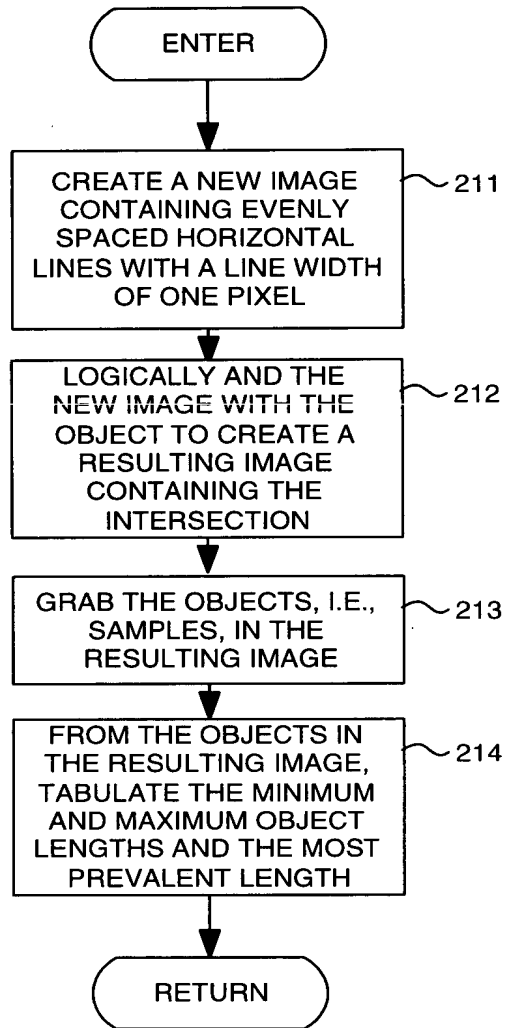 ENTER
CREATE A NEW IMAGE
CONTAINING EVENLY
SPACED HORIZONTAL
LINES WITH A LINE WIDTH
OF ONE PIXEL
211
LOGICALLY AND THE
NEW IMAGE WITH THE
OBJECT TO CREATE A
RESULTING IMAGE
CONTAINING THE
INTERSECTION
212
GRAB THE OBJECTS, I.E.,
SAMPLES, IN THE
RESULTING IMAGE
213
FROM THE OBJECTS IN
THE RESULTING IMAGE,
TABULATE THE MINIMUM
AND MAXIMUM OBJECT
LENGTHS AND THE MOST
PREVALENT LENGTH
214
RETURN